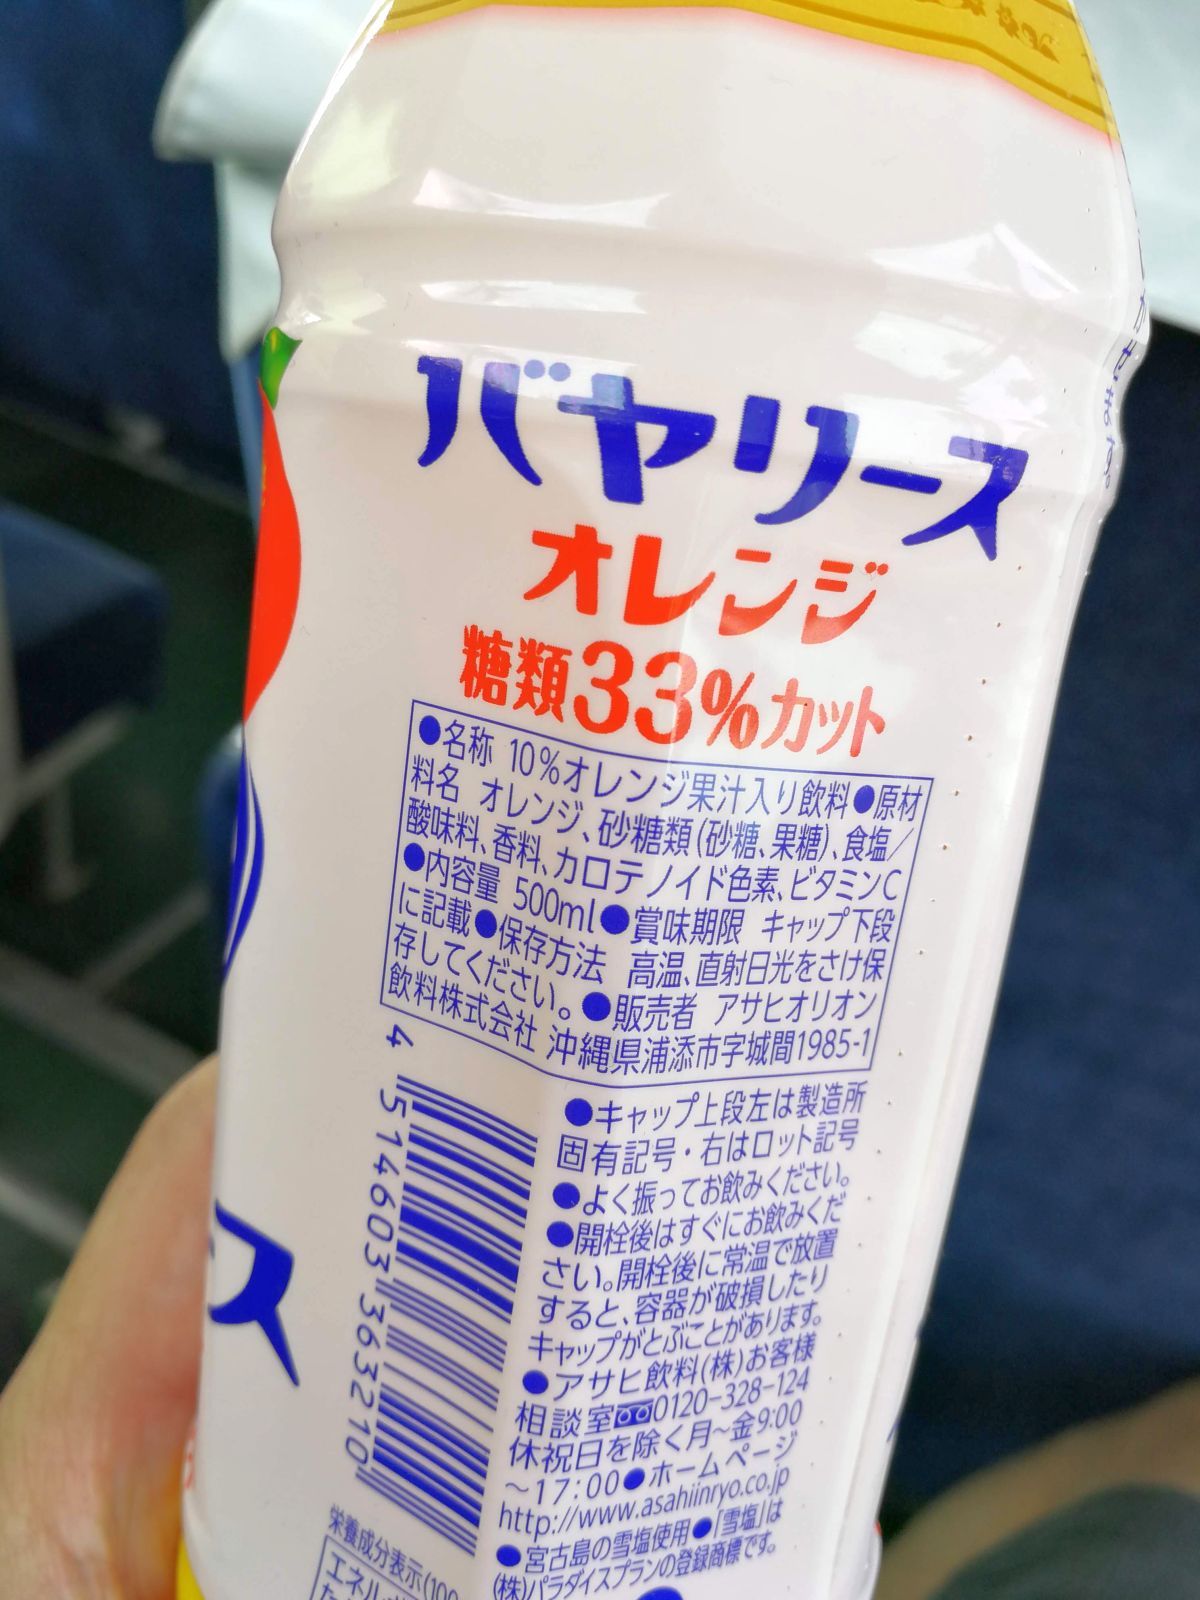 バヤリース
オレンジ
糖類33%カット
●名称 10%オレンジ果汁入り飲料●原材
料名 オレンジ、砂糖類(砂糖、果糖)、食塩/
酸味料、香料、カロテノイド色素、ビタミンC
●内容量 500ml●賞味期限 キャップ下段
に記載●保存方法 高温、直射日光をさけ保
存してください。●販売者 アサヒオリオン
飲料株式会社 沖縄県浦添市字城間1985-1
4 514603 363210
●キャップ上段左は製造所
固有記号・右はロット記号
●よく振ってお飲みください。
●開栓後はすぐにお飲みくだ
さい。開栓後に常温で放置
すると、容器が破損したり
キャップがとぶことがあります。
●アサヒ飲料(株)お客様
相談室 0120-328-124
休祝日を除く月~金9:00
~17:00●ホームページ
http://www.asahiinryo.co.jp
●宮古島の雪塩使用●「雪塩」は
(株)パラダイスプランの登録商標です。
栄養成分表示(100
ス